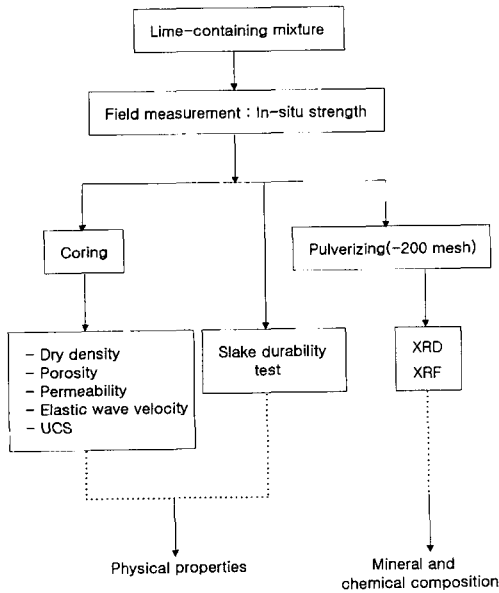 Lime-containing mixture
Field measurement : In-situ strength
Coring
Pulverizing(-200 mesh)
- Dry density
- Porosity
- Permeability
- Elastic wave velocity
- UCS
Slake durability
test
XRD
XRF
Physical properties
Mineral and
chemical composition